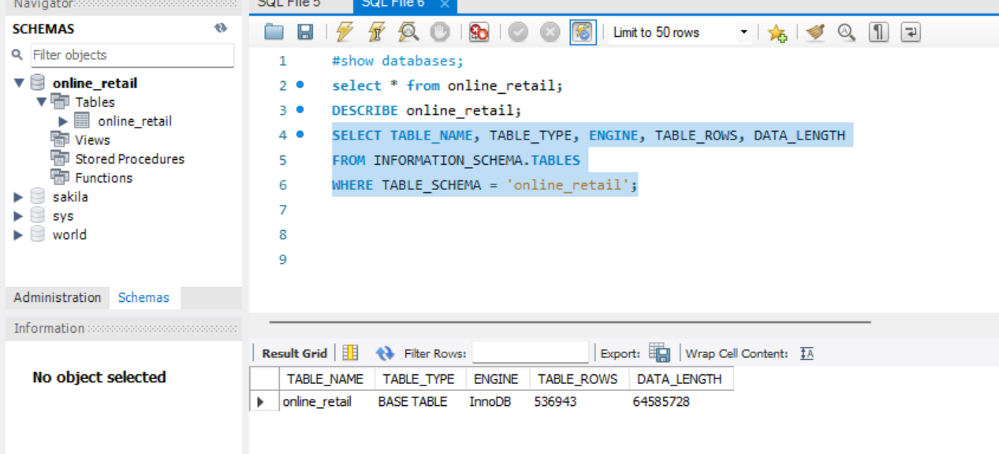 Navigator
SCHEMAS
Filter objects
online_retail
Tables
online_retail
Views
Stored Procedures
Functions
sakila
sys
world
Administration Schemas
Information
No object selected
SQL File 5 SQL File 6
Limit to 50 rows
1 #show databases;
2 select * from online_retail;
3 DESCRIBE online_retail;
4 SELECT TABLE_NAME, TABLE_TYPE, ENGINE, TABLE_ROWS, DATA_LENGTH
5 FROM INFORMATION_SCHEMA.TABLES
6 WHERE TABLE_SCHEMA = 'online_retail';
7
8
9
Result Grid Filter Rows: Export: Wrap Cell Content:
TABLE_NAME TABLE_TYPE ENGINE TABLE_ROWS DATA_LENGTH
online_retail BASE TABLE InnoDB 536943 64585728